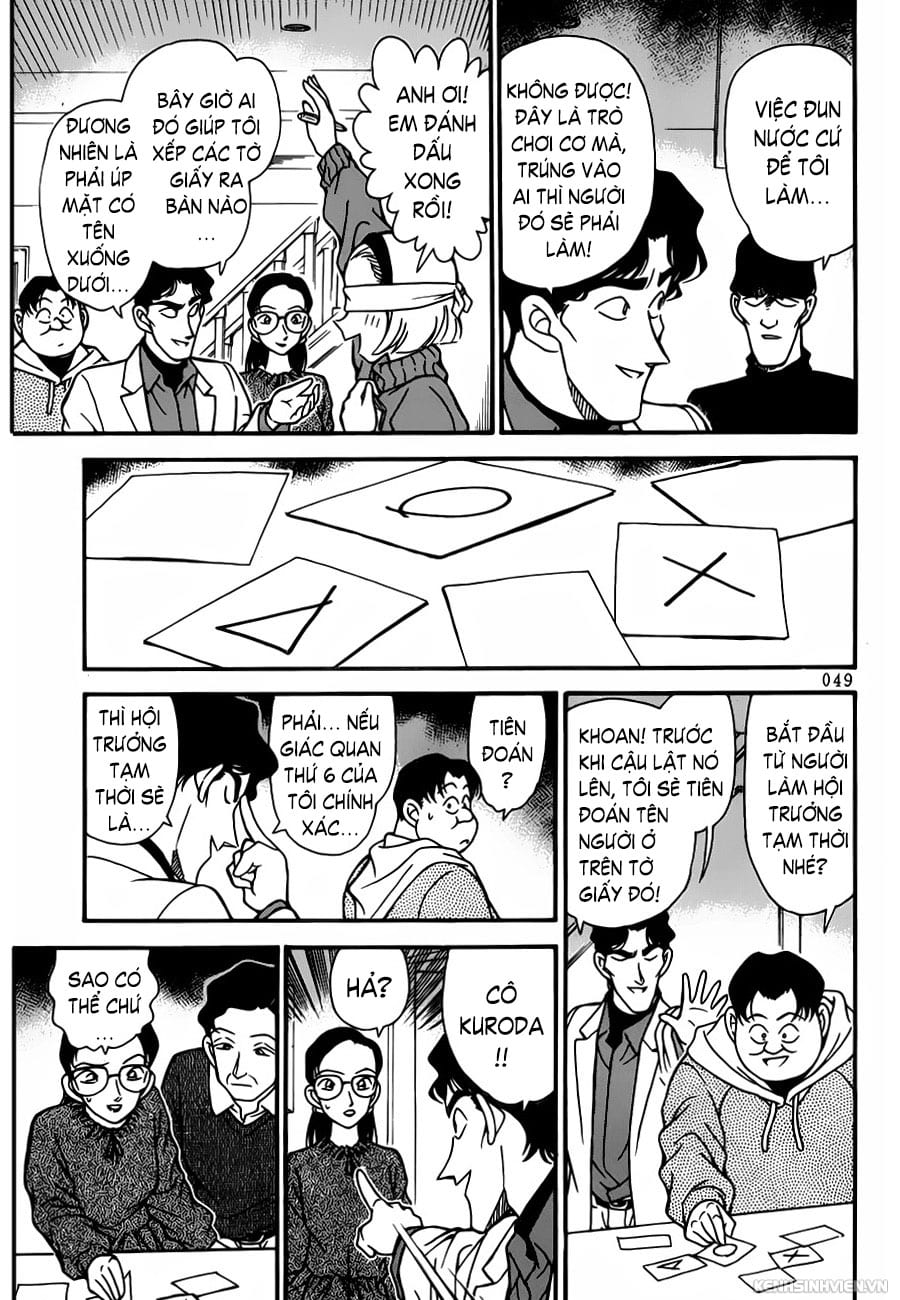 VIỆC ĐUN
NƯỚC CỨ
ĐỂ TÔI
LÀM...
KHÔNG ĐƯỢC!
ĐÂY LÀ TRÒ
CHƠI CƠ MÀ,
TRÚNG VÀO
AI THÌ NGƯỜI
ĐÓ SẼ PHẢI
LÀM!
ANH ƠI!
EM ĐÁNH
DẤU
XONG
RỒI!
BÂY GIỜ AI
ĐÓ GIÚP TÔI
XẾP CÁC TỜ
GIẤY RA
BÀN NÀO
...
ĐƯƠNG
NHIÊN LÀ
PHẢI ÚP
MẶT CÓ
TÊN
XUỐNG
DƯỚI...
049
BẮT ĐẦU
TỪ NGƯỜI
LÀM HỘI
TRƯỞNG
TẠM THỜI
NHÉ?
KHOAN! TRƯỚC
KHI CẬU LẬT NÓ
LÊN, TÔI SẼ TIÊN
ĐOÁN TÊN
NGƯỜI Ở
TRÊN TỜ
GIẤY ĐÓ!
TIÊN
ĐOÁN
?
PHẢI... NẾU
GIÁC QUAN
THỨ 6 CỦA
TÔI CHÍNH
XÁC...
THÌ HỘI
TRƯỞNG
TẠM THỜI
SẼ
LÀ...
CÔ
KURODA
!!
HẢ?
SAO CÓ
THỂ CHỨ
...
KENHSINHVIEN.VN